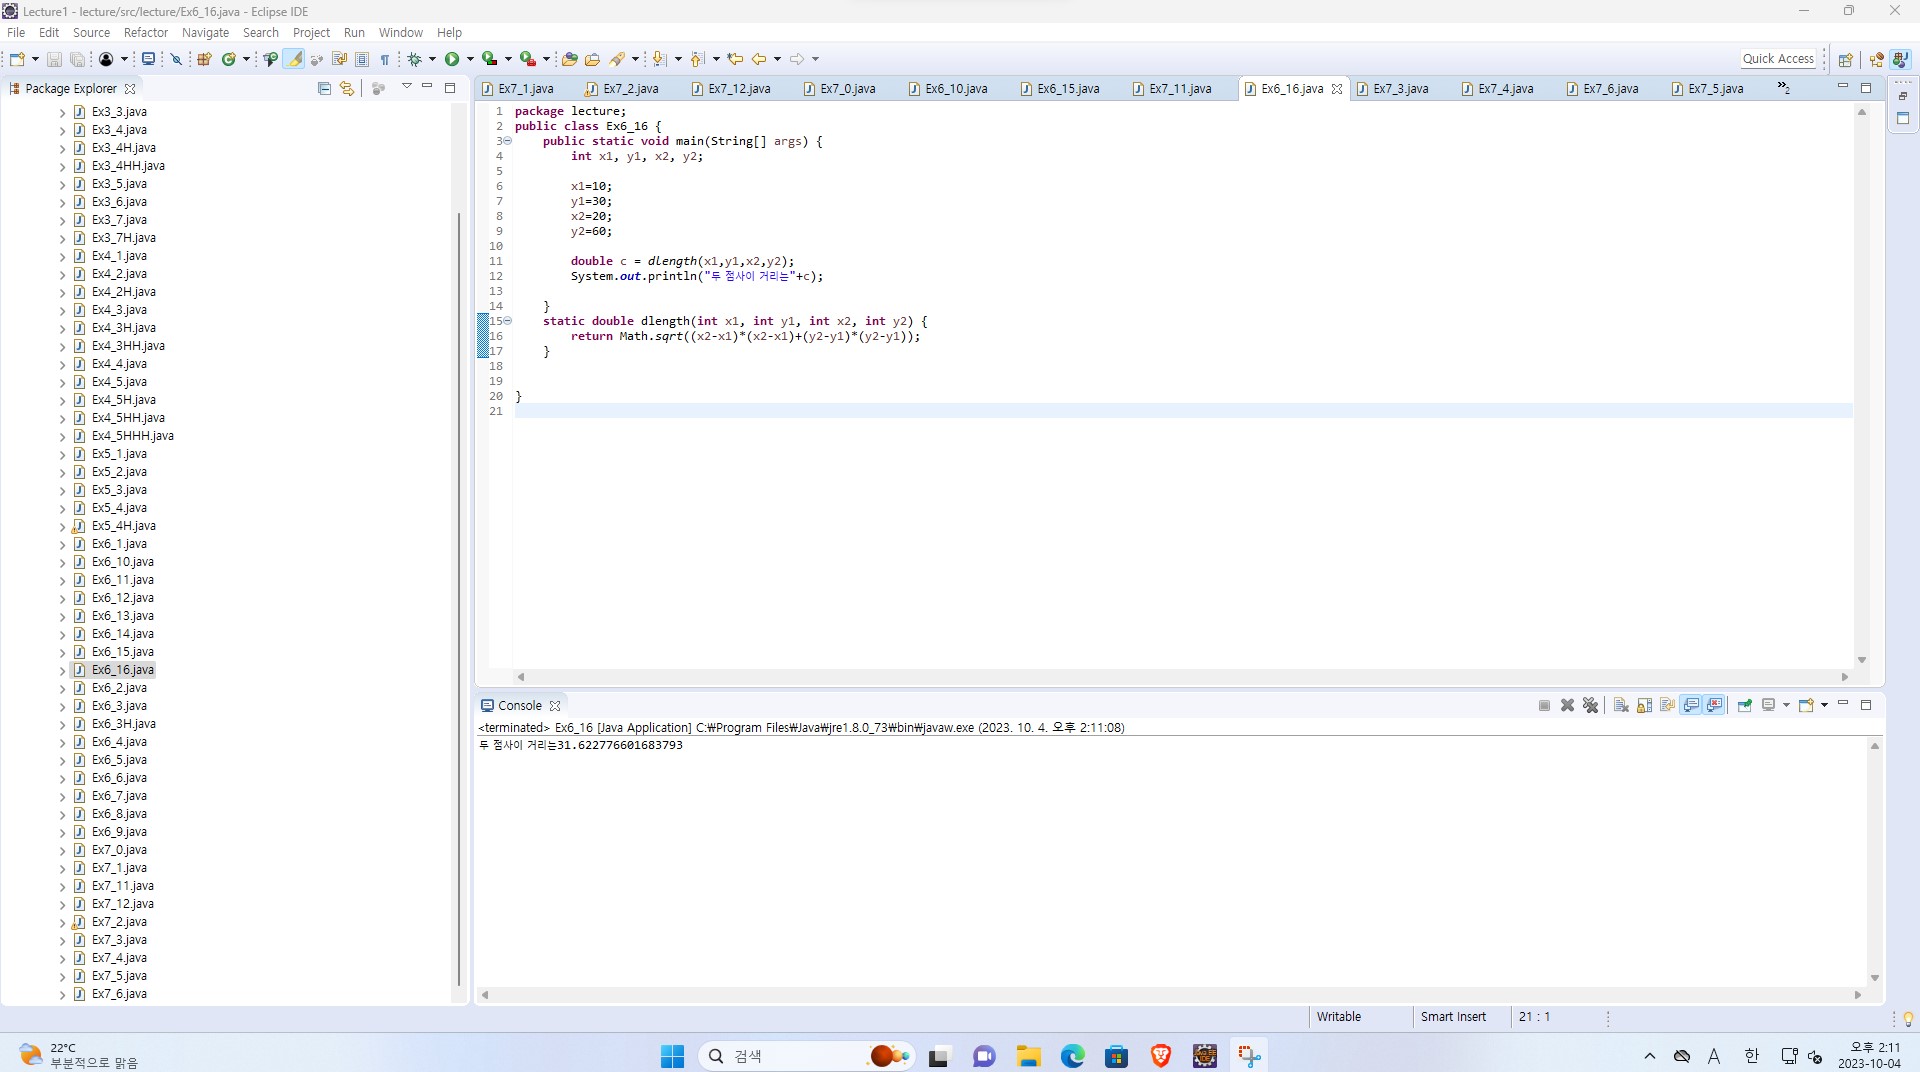 Lecture1 - lecture/src/lecture/Ex6_16.java - Eclipse IDE
File Edit Source Refactor Navigate Search Project Run Window Help
Quick Access
Package Explorer
Ex3_3.java
Ex3_4.java
Ex3_4H.java
Ex3_4HH.java
Ex3_5.java
Ex3_6.java
Ex3_7.java
Ex3_7H.java
Ex4_1.java
Ex4_2.java
Ex4_2H.java
Ex4_3.java
Ex4_3H.java
Ex4_3HH.java
Ex4_4.java
Ex4_5.java
Ex4_5H.java
Ex4_5HH.java
Ex4_5HHH.java
Ex5_1.java
Ex5_2.java
Ex5_3.java
Ex5_4.java
Ex5_4H.java
Ex6_1.java
Ex6_10.java
Ex6_11.java
Ex6_12.java
Ex6_13.java
Ex6_14.java
Ex6_15.java
Ex6_16.java
Ex6_2.java
Ex6_3.java
Ex6_3H.java
Ex6_4.java
Ex6_5.java
Ex6_6.java
Ex6_7.java
Ex6_8.java
Ex6_9.java
Ex7_0.java
Ex7_1.java
Ex7_11.java
Ex7_12.java
Ex7_2.java
Ex7_3.java
Ex7_4.java
Ex7_5.java
Ex7_6.java
Ex7_1.java Ex7_2.java Ex7_12.java Ex7_0.java Ex6_10.java Ex6_15.java Ex7_11.java Ex6_16.java Ex7_3.java Ex7_4.java Ex7_6.java Ex7_5.java »2
1 package lecture;
2 public class Ex6_16 {
3 public static void main(String[] args) {
4 int x1, y1, x2, y2;
5
6 x1=10;
7 y1=30;
8 x2=20;
9 y2=60;
10
11 double c = dlength(x1,y1,x2,y2);
12 System.out.println("두 점사이 거리는"+c);
13
14 }
15 static double dlength(int x1, int y1, int x2, int y2) {
16 return Math.sqrt((x2-x1)*(x2-x1)+(y2-y1)*(y2-y1));
17 }
18
19
20 }
21
Console
<terminated> Ex6_16 [Java Application] C:₩Program Files₩Java₩jre1.8.0_73₩bin₩javaw.exe (2023. 10. 4. 오후 2:11:08)
두 점사이 거리는31.622776601683793
Writable Smart Insert 21 : 1
22°C
부분적으로 맑음
검색
A 한
오후 2:11
2023-10-04